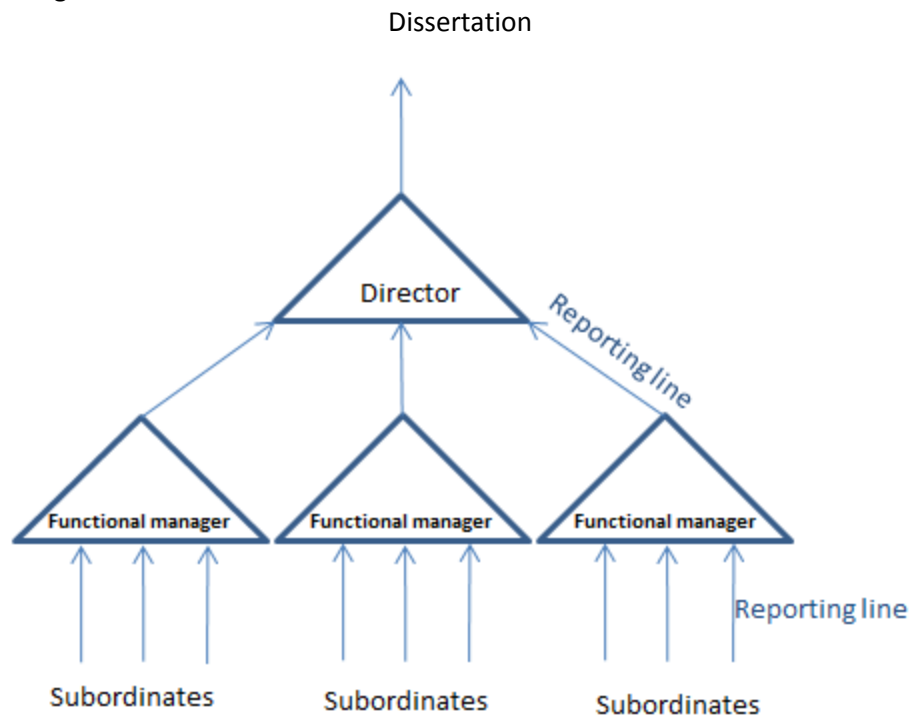 Dissertation
Director
Reporting line
Functional manager
Functional manager
Functional manager
Reporting line
Subordinates
Subordinates
Subordinates